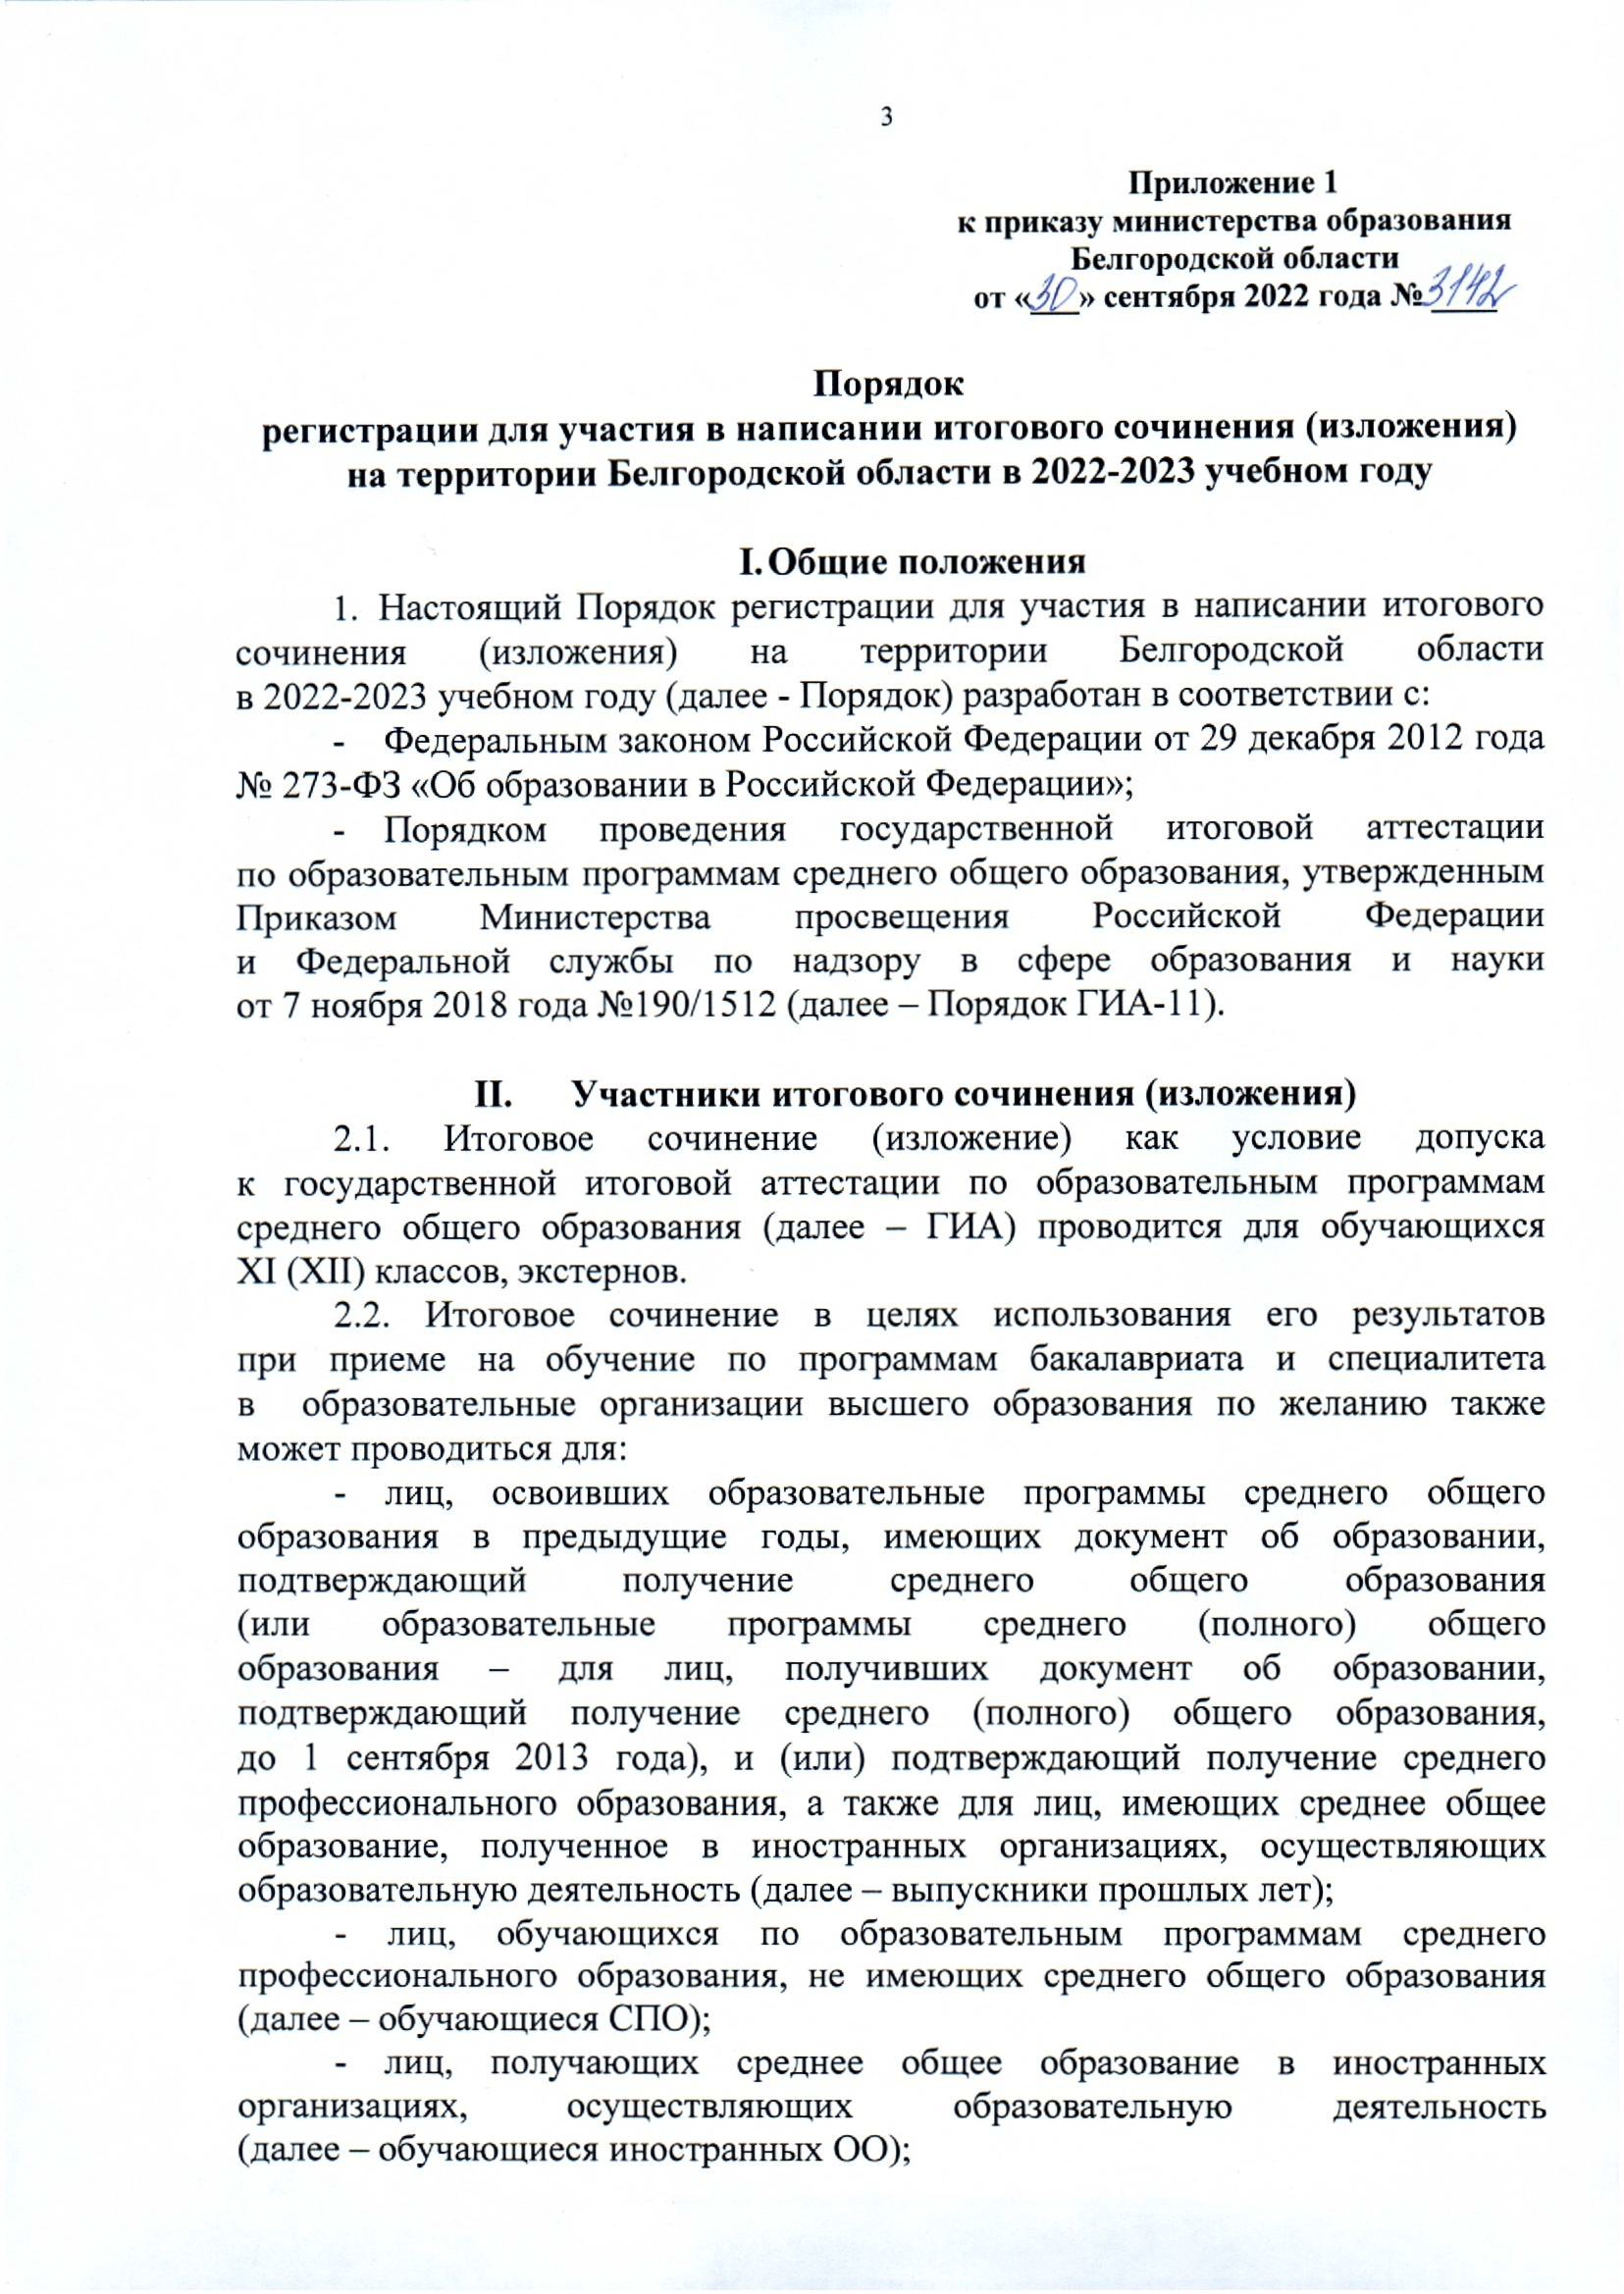 3
Приложение 1
к приказу министерства образования
Белгородской области
от «30» сентября 2022 года № 3142
Порядок
регистрации для участия в написании итогового сочинения (изложения)
на территории Белгородской области в 2022-2023 учебном году
I. Общие положения
1. Настоящий Порядок регистрации для участия в написании итогового
сочинения (изложения) на территории Белгородской области
в 2022-2023 учебном году (далее - Порядок) разработан в соответствии с:
- Федеральным законом Российской Федерации от 29 декабря 2012 года
№ 273-ФЗ «Об образовании в Российской Федерации»;
- Порядком проведения государственной итоговой аттестации
по образовательным программам среднего общего образования, утвержденным
Приказом Министерства просвещения Российской Федерации
и Федеральной службы по надзору в сфере образования и науки
от 7 ноября 2018 года №190/1512 (далее – Порядок ГИА-11).
II. Участники итогового сочинения (изложения)
2.1. Итоговое сочинение (изложение) как условие допуска
к государственной итоговой аттестации по образовательным программам
среднего общего образования (далее – ГИА) проводится для обучающихся
XI (XII) классов, экстернов.
2.2. Итоговое сочинение в целях использования его результатов
при приеме на обучение по программам бакалавриата и специалитета
в образовательные организации высшего образования по желанию также
может проводиться для:
- лиц, освоивших образовательные программы среднего общего
образования в предыдущие годы, имеющих документ об образовании,
подтверждающий получение среднего общего образования
(или образовательные программы среднего (полного) общего
образования – для лиц, получивших документ об образовании,
подтверждающий получение среднего (полного) общего образования,
до 1 сентября 2013 года), и (или) подтверждающий получение среднего
профессионального образования, а также для лиц, имеющих среднее общее
образование, полученное в иностранных организациях, осуществляющих
образовательную деятельность (далее – выпускники прошлых лет);
- лиц, обучающихся по образовательным программам среднего
профессионального образования, не имеющих среднего общего образования
(далее – обучающиеся СПО);
- лиц, получающих среднее общее образование в иностранных
организациях, осуществляющих образовательную деятельность
(далее – обучающиеся иностранных ОО);